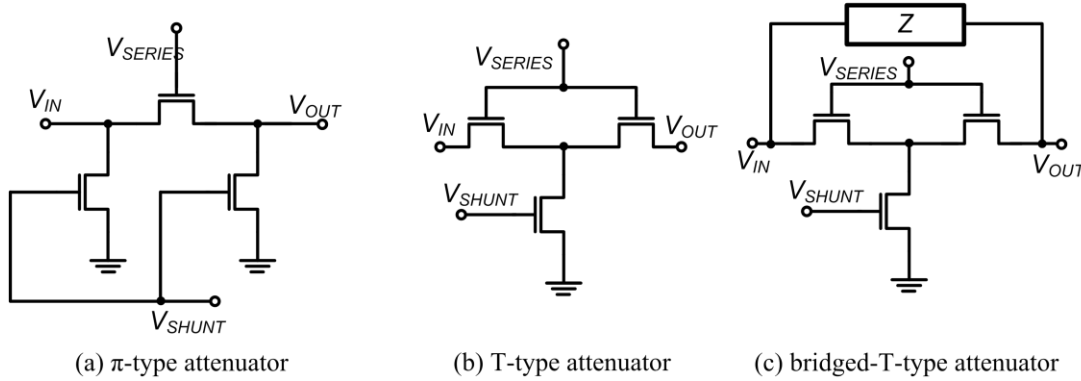 V_SERIES
V_IN
V_OUT
V_SHUNT
(a) π-type attenuator
V_SERIES
V_IN
V_OUT
V_SHUNT
(b) T-type attenuator
Z
V_SERIES
V_IN
V_OUT
V_SHUNT
(c) bridged-T-type attenuator